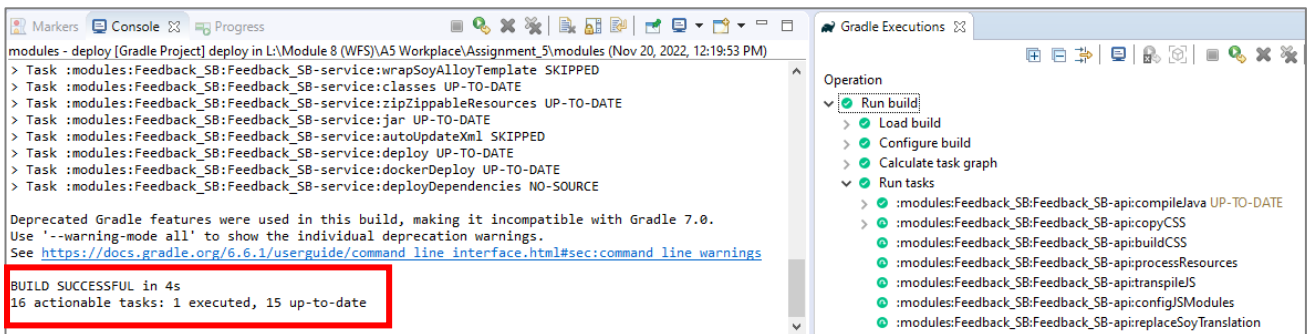 Markers Console Progress
modules - deploy [Gradle Project] deploy in L:\Module 8 (WFS)\A5 Workplace\Assignment_5\modules (Nov 20, 2022, 12:19:53 PM)
> Task :modules:Feedback_SB:Feedback_SB-service:wrapSoyAlloyTemplate SKIPPED
> Task :modules:Feedback_SB:Feedback_SB-service:classes UP-TO-DATE
> Task :modules:Feedback_SB:Feedback_SB-service:zipZippableResources UP-TO-DATE
> Task :modules:Feedback_SB:Feedback_SB-service:jar UP-TO-DATE
> Task :modules:Feedback_SB:Feedback_SB-service:autoUpdateXml SKIPPED
> Task :modules:Feedback_SB:Feedback_SB-service:deploy UP-TO-DATE
> Task :modules:Feedback_SB:Feedback_SB-service:dockerDeploy UP-TO-DATE
> Task :modules:Feedback_SB:Feedback_SB-service:deployDependencies NO-SOURCE
Deprecated Gradle features were used in this build, making it incompatible with Gradle 7.0.
Use '--warning-mode all' to show the individual deprecation warnings.
See https://docs.gradle.org/6.6.1/userguide/command_line_interface.html#sec:command_line_warnings
BUILD SUCCESSFUL in 4s
16 actionable tasks: 1 executed, 15 up-to-date
Gradle Executions
Operation
Run build
Load build
Configure build
Calculate task graph
Run tasks
:modules:Feedback_SB:Feedback_SB-api:compileJava UP-TO-DATE
:modules:Feedback_SB:Feedback_SB-api:copyCSS
:modules:Feedback_SB:Feedback_SB-api:buildCSS
:modules:Feedback_SB:Feedback_SB-api:processResources
:modules:Feedback_SB:Feedback_SB-api:transpileJS
:modules:Feedback_SB:Feedback_SB-api:configJSModules
:modules:Feedback_SB:Feedback_SB-api:replaceSoyTranslation